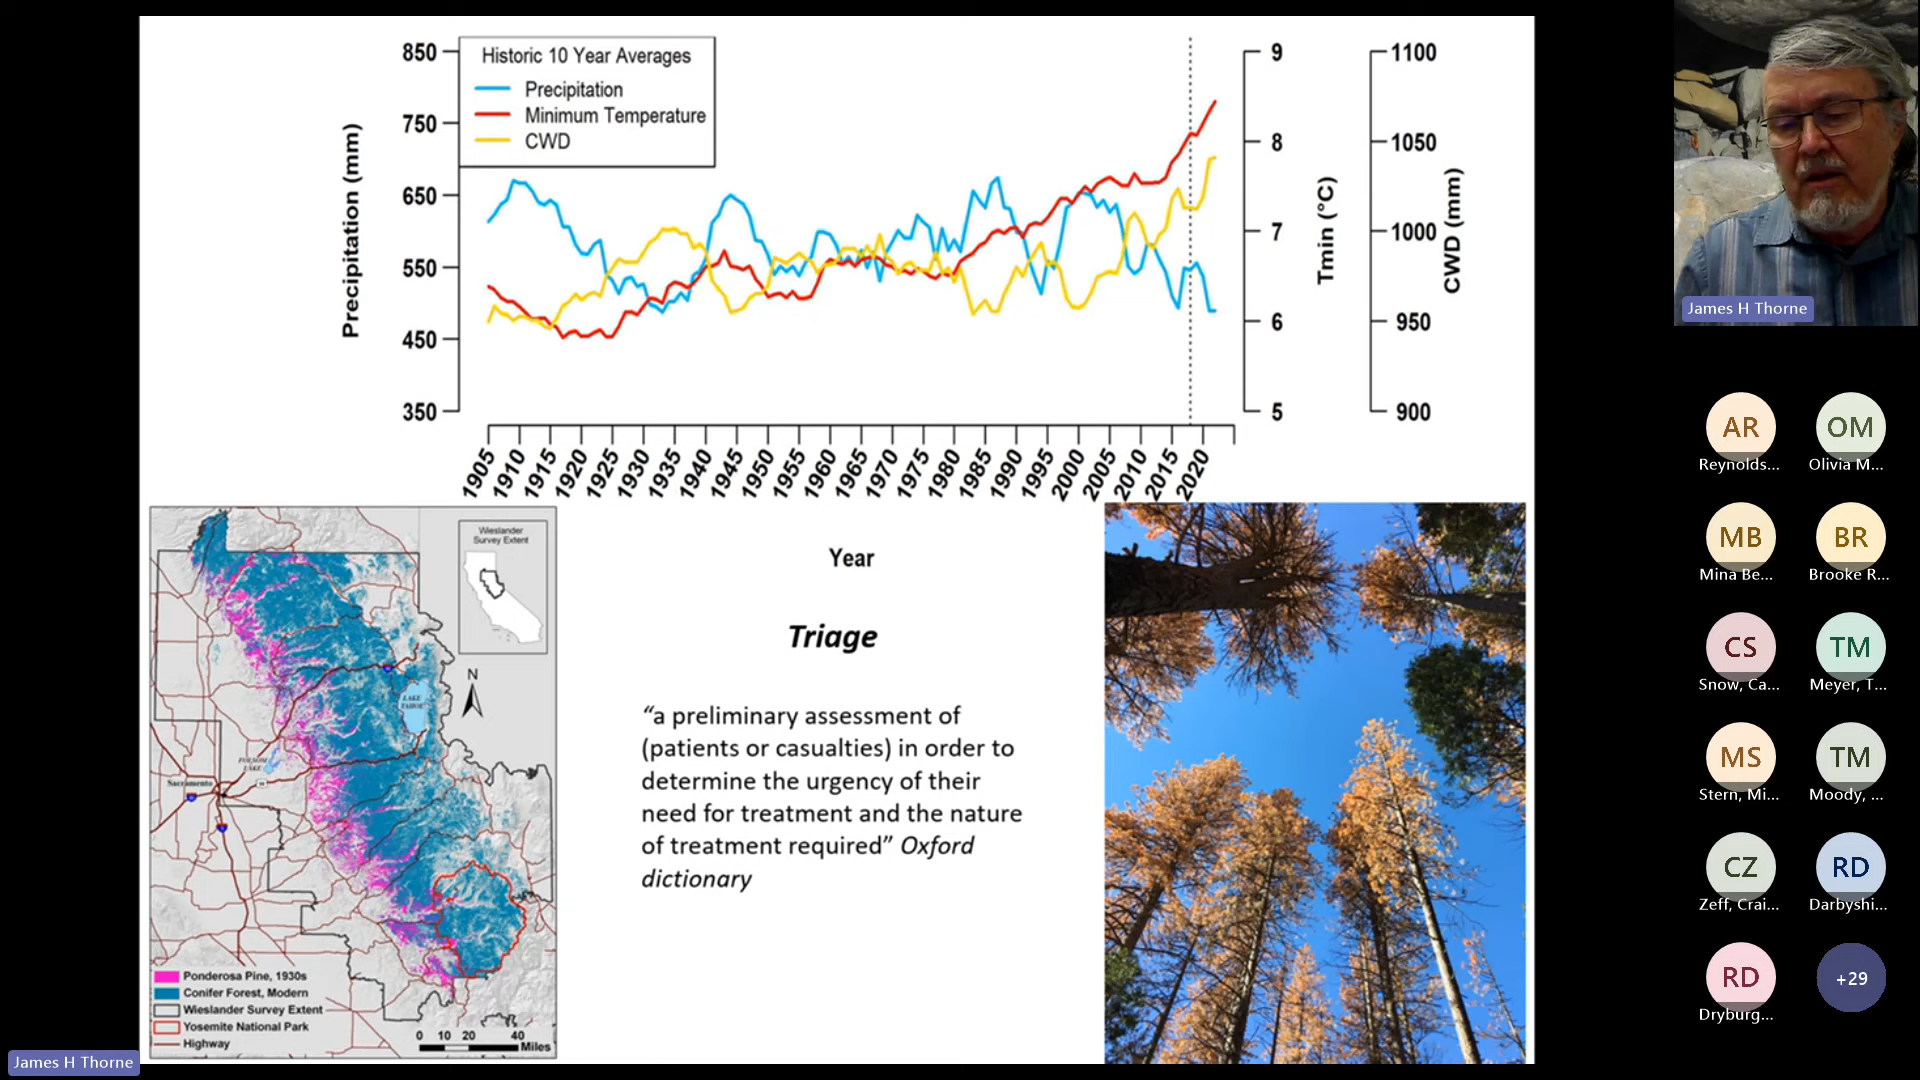 Historic 10 Year Averages
Precipitation
Minimum Temperature
CWD
Precipitation (mm)
850
750
650
550
450
350
9
8
7
6
5
Tmin (°C)
1100
1050
1000
950
900
CWD (mm)
1905
1910
1915
1920
1925
1930
1935
1940
1945
1950
1955
1960
1965
1970
1975
1980
1985
1990
1995
2000
2005
2010
2015
2020
Year
Wieslander
Survey Extent
N
LAKE
TAHOE
FOLSOM
LAKE
Sacramento
Ponderosa Pine, 1930s
Conifer Forest, Modern
Wieslander Survey Extent
Yosemite National Park
Highway
0 10 20 40
Miles
Triage
“a preliminary assessment of
(patients or casualties) in order to
determine the urgency of their
need for treatment and the nature
of treatment required” Oxford
dictionary
James H Thorne
James H Thorne
AR
Reynolds...
OM
Olivia M...
MB
Mina Be...
BR
Brooke R...
CS
Snow, Ca...
TM
Meyer, T...
MS
Stern, Mi...
TM
Moody, ...
CZ
Zeff, Crai...
RD
Darbyshi...
RD
Dryburg...
+29